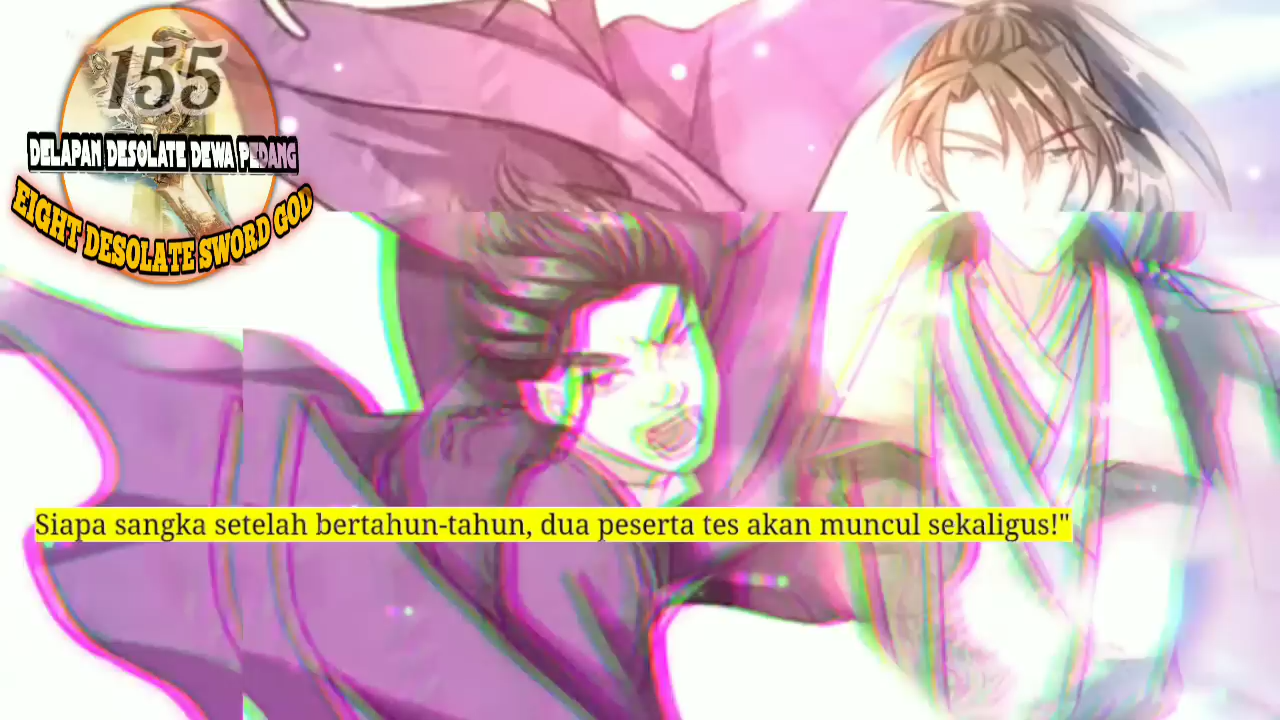 155
DELAPAN DESOLATE DEWA PEDANG
EIGHT DESOLATE SWORD GOD
Siapa sangka setelah bertahun-tahun, dua peserta tes akan muncul sekaligus!"